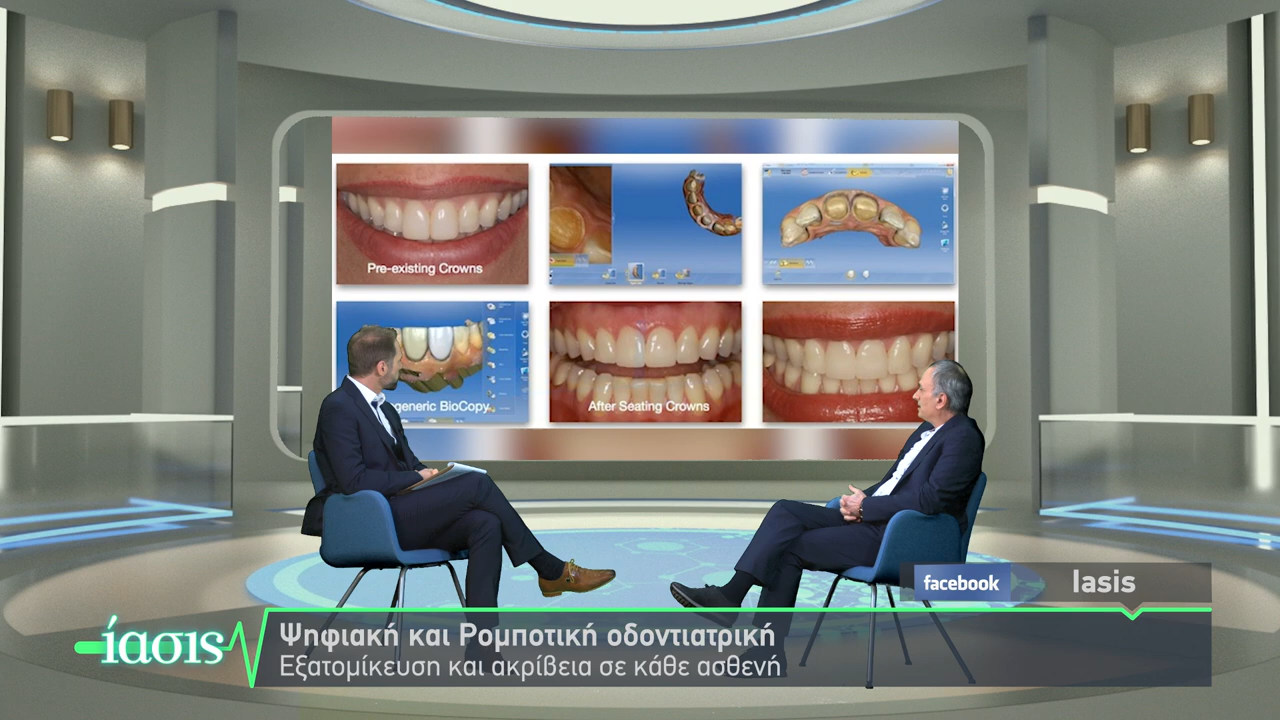 Pre-existing Crowns
generic BioCopy
After Seating Crowns
facebook
Iasis
ίασις
Ψηφιακή και Ρομποτική οδοντιατρική
Εξατομίκευση και ακρίβεια σε κάθε ασθενή